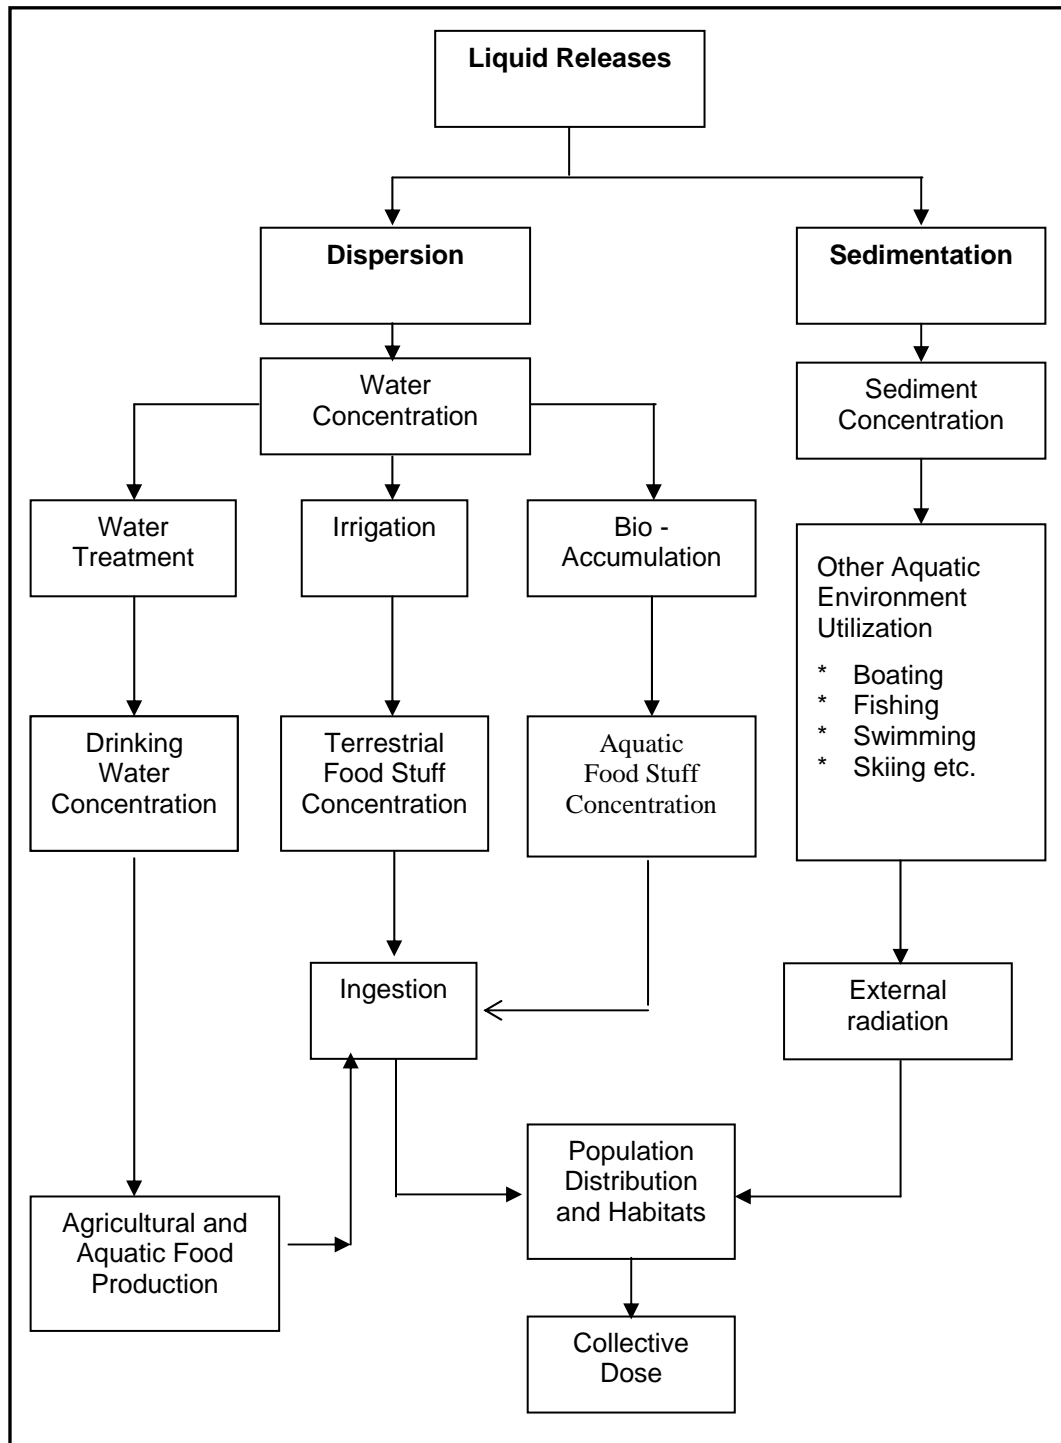 Liquid Releases
Dispersion
Sedimentation
Water
Concentration
Sediment
Concentration
Water
Treatment
Irrigation
Bio -
Accumulation
Other Aquatic
Environment
Utilization
* Boating
* Fishing
* Swimming
* Skiing etc.
Drinking
Water
Concentration
Terrestrial
Food Stuff
Concentration
Aquatic
Food Stuff
Concentration
Ingestion
External
radiation
Population
Distribution
and Habitats
Agricultural and
Aquatic Food
Production
Collective
Dose